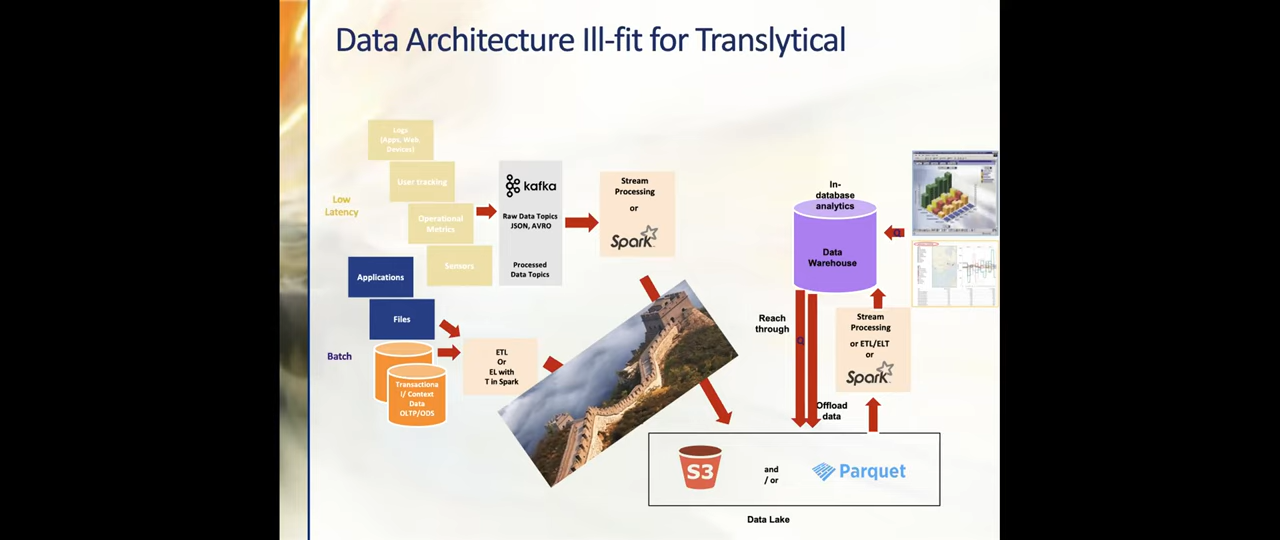 Data Architecture Ill-fit for Translytical
Logs
(Apps, Web,
Devices)
User tracking
Operational
Metrics
Sensors
Low
Latency
kafka
Raw Data Topics
JSON, AVRO
Processed
Data Topics
Stream
Processing
or
Spark
Applications
Files
Batch
Transactiona
l/ Context
Data
OLTP/ODS
ETL
Or
EL with
T in Spark
In-
database
analytics
Data
Warehouse
Q
Reach
through
Q
Stream
Processing
or ETL/ELT
or
Spark
Offload
data
S3
and
/ or
Parquet
Data Lake